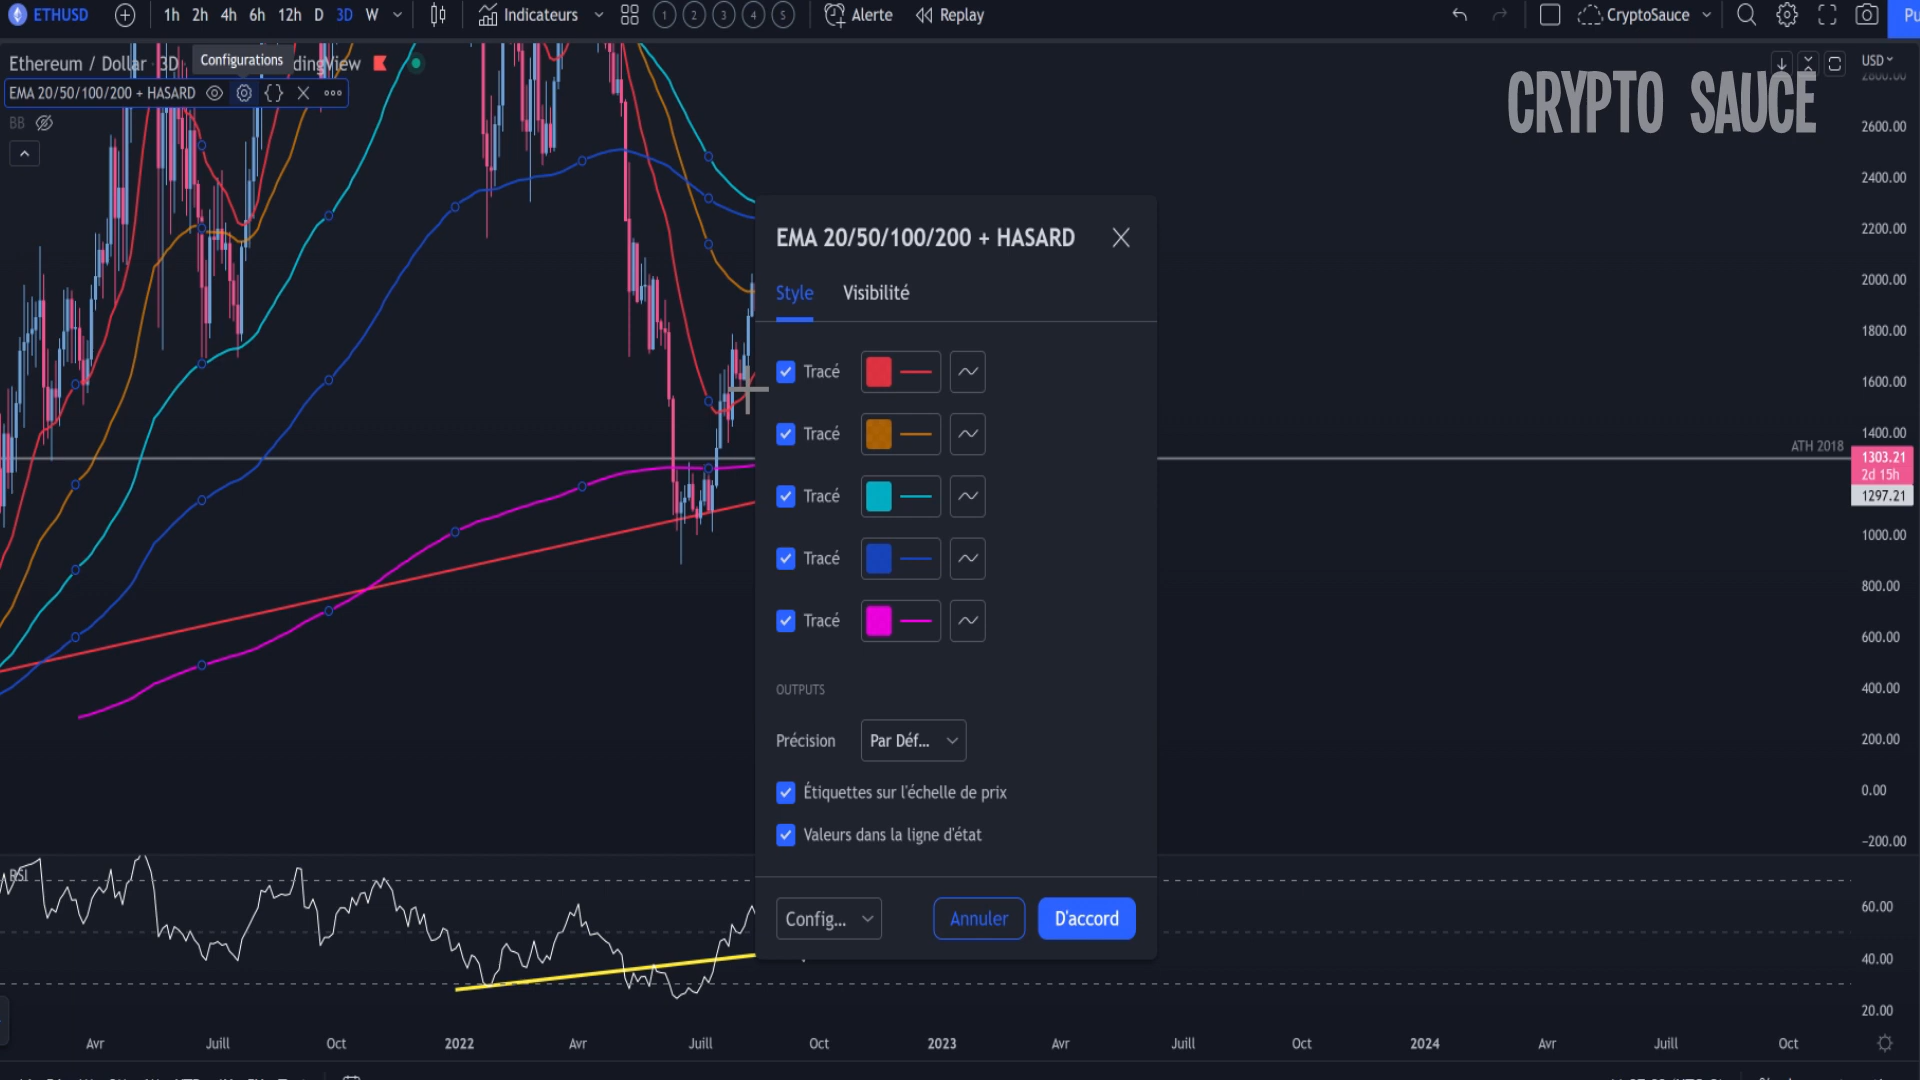 ETHUSD 1h 2h 4h 6h 12h D 3D W Indicateurs 1 2 3 4 5 Alerte Replay CryptoSauce Pu
Ethereum / Dollar 3D Configurations dingView USD
EMA 20/50/100/200 + HASARD
BB
CRYPTO SAUCE
2800.00
2600.00
2400.00
2200.00
2000.00
1800.00
1600.00
1400.00
ATH 2018
1303.21
2d 15h
1297.21
1000.00
800.00
600.00
400.00
200.00
0.00
-200.00
EMA 20/50/100/200 + HASARD
Style Visibilité
Tracé
Tracé
Tracé
Tracé
Tracé
OUTPUTS
Précision Par Déf...
Étiquettes sur l'échelle de prix
Valeurs dans la ligne d'état
Config... Annuler D'accord
RSI
60.00
40.00
20.00
Avr Juill Oct 2022 Avr Juill Oct 2023 Avr Juill Oct 2024 Avr Juill Oct